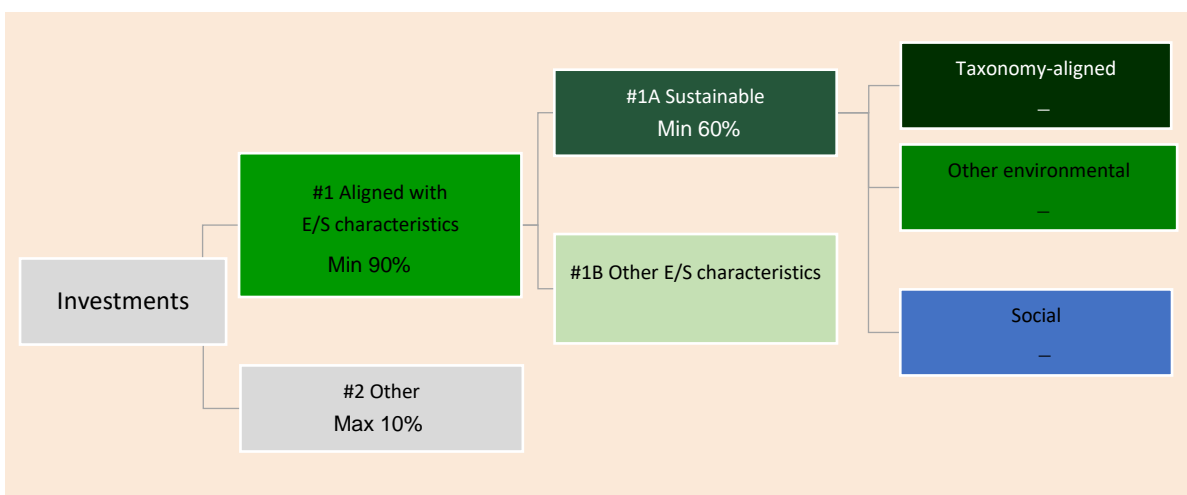 Investments
#1 Aligned with
E/S characteristics
Min 90%
#2 Other
Max 10%
#1A Sustainable
Min 60%
#1B Other E/S characteristics
Taxonomy-aligned
_
Other environmental
_
Social
_